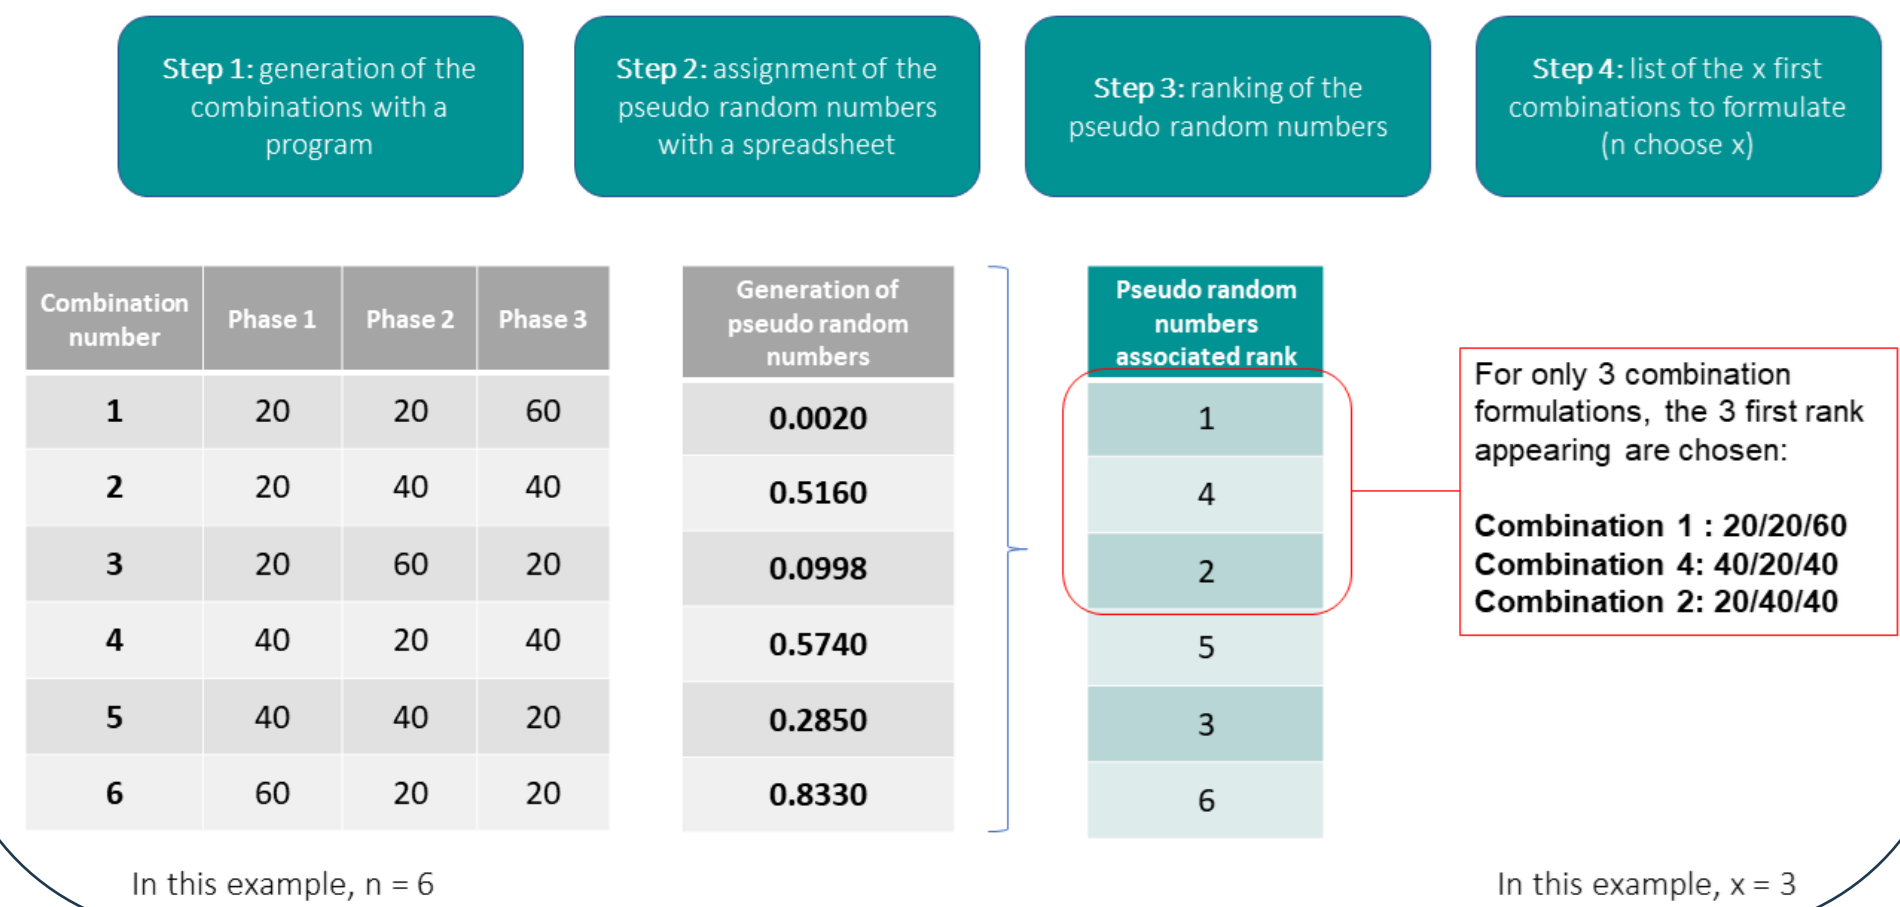 Step 1: generation of the
combinations with a
program
Step 2: assignment of the
pseudo random numbers
with a spreadsheet
Step 3: ranking of the
pseudo random numbers
Step 4: list of the x first
combinations to formulate
(n choose x)
Combination number Phase 1 Phase 2 Phase 3
1 20 20 60
2 20 40 40
3 20 60 20
4 40 20 40
5 40 40 20
6 60 20 20
Generation of
pseudo random
numbers
0.0020
0.5160
0.0998
0.5740
0.2850
0.8330
Pseudo random
numbers
associated rank
1
4
2
5
3
6
For only 3 combination
formulations, the 3 first rank
appearing are chosen:
Combination 1 : 20/20/60
Combination 4: 40/20/40
Combination 2: 20/40/40
In this example, n = 6
In this example, x = 3